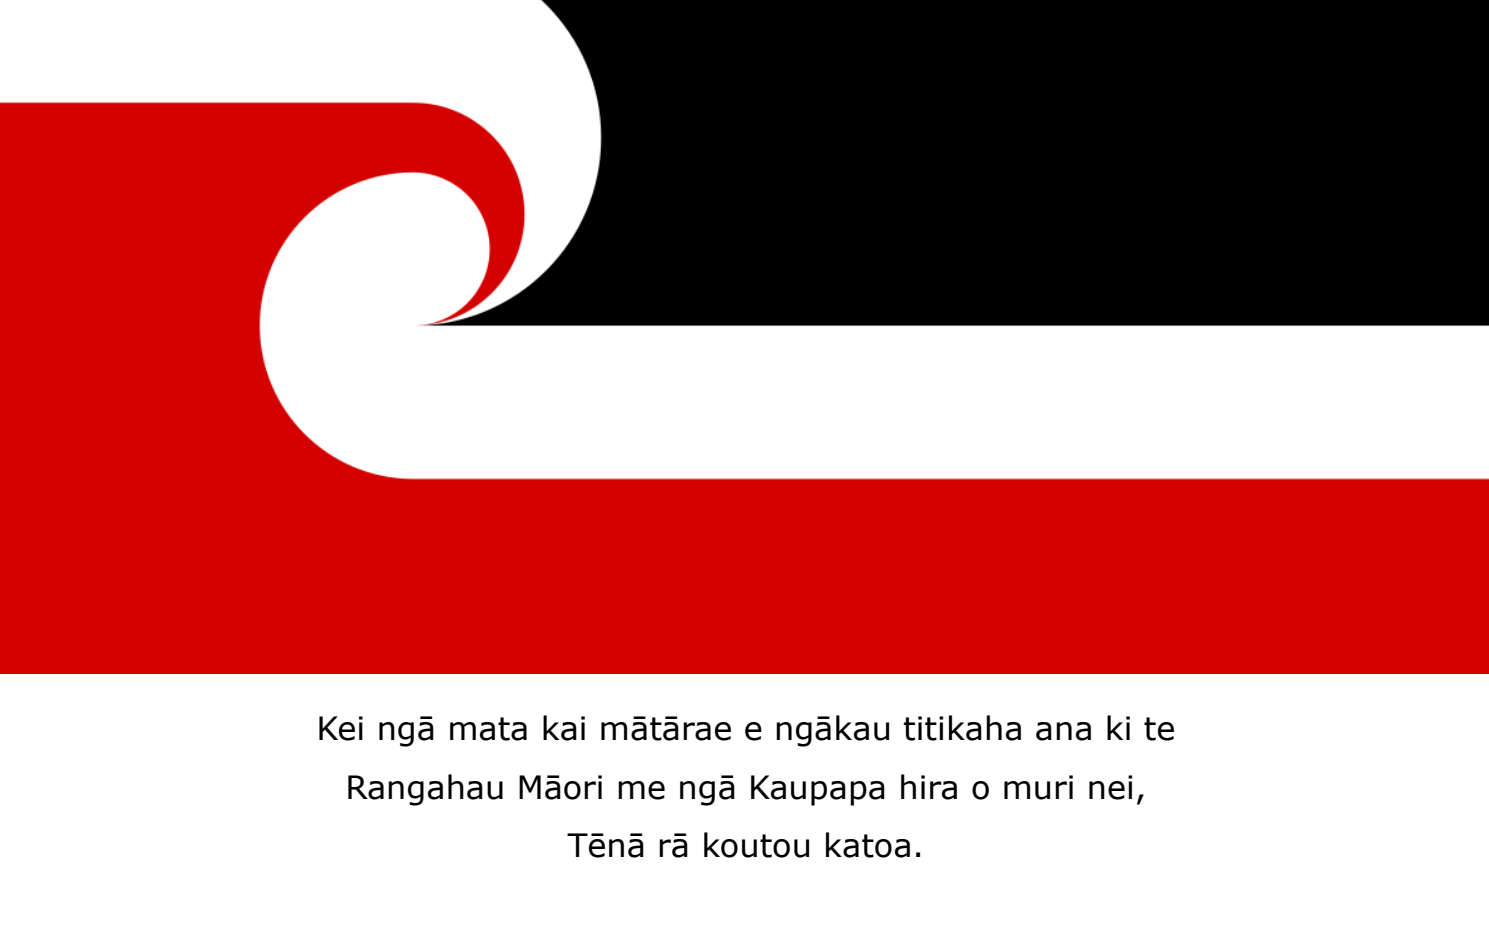 Kei ngā mata kai mātārae e ngākau titikaha ana ki te
Rangahau Māori me ngā Kaupapa hira o muri nei,
Tēnā rā koutou katoa.